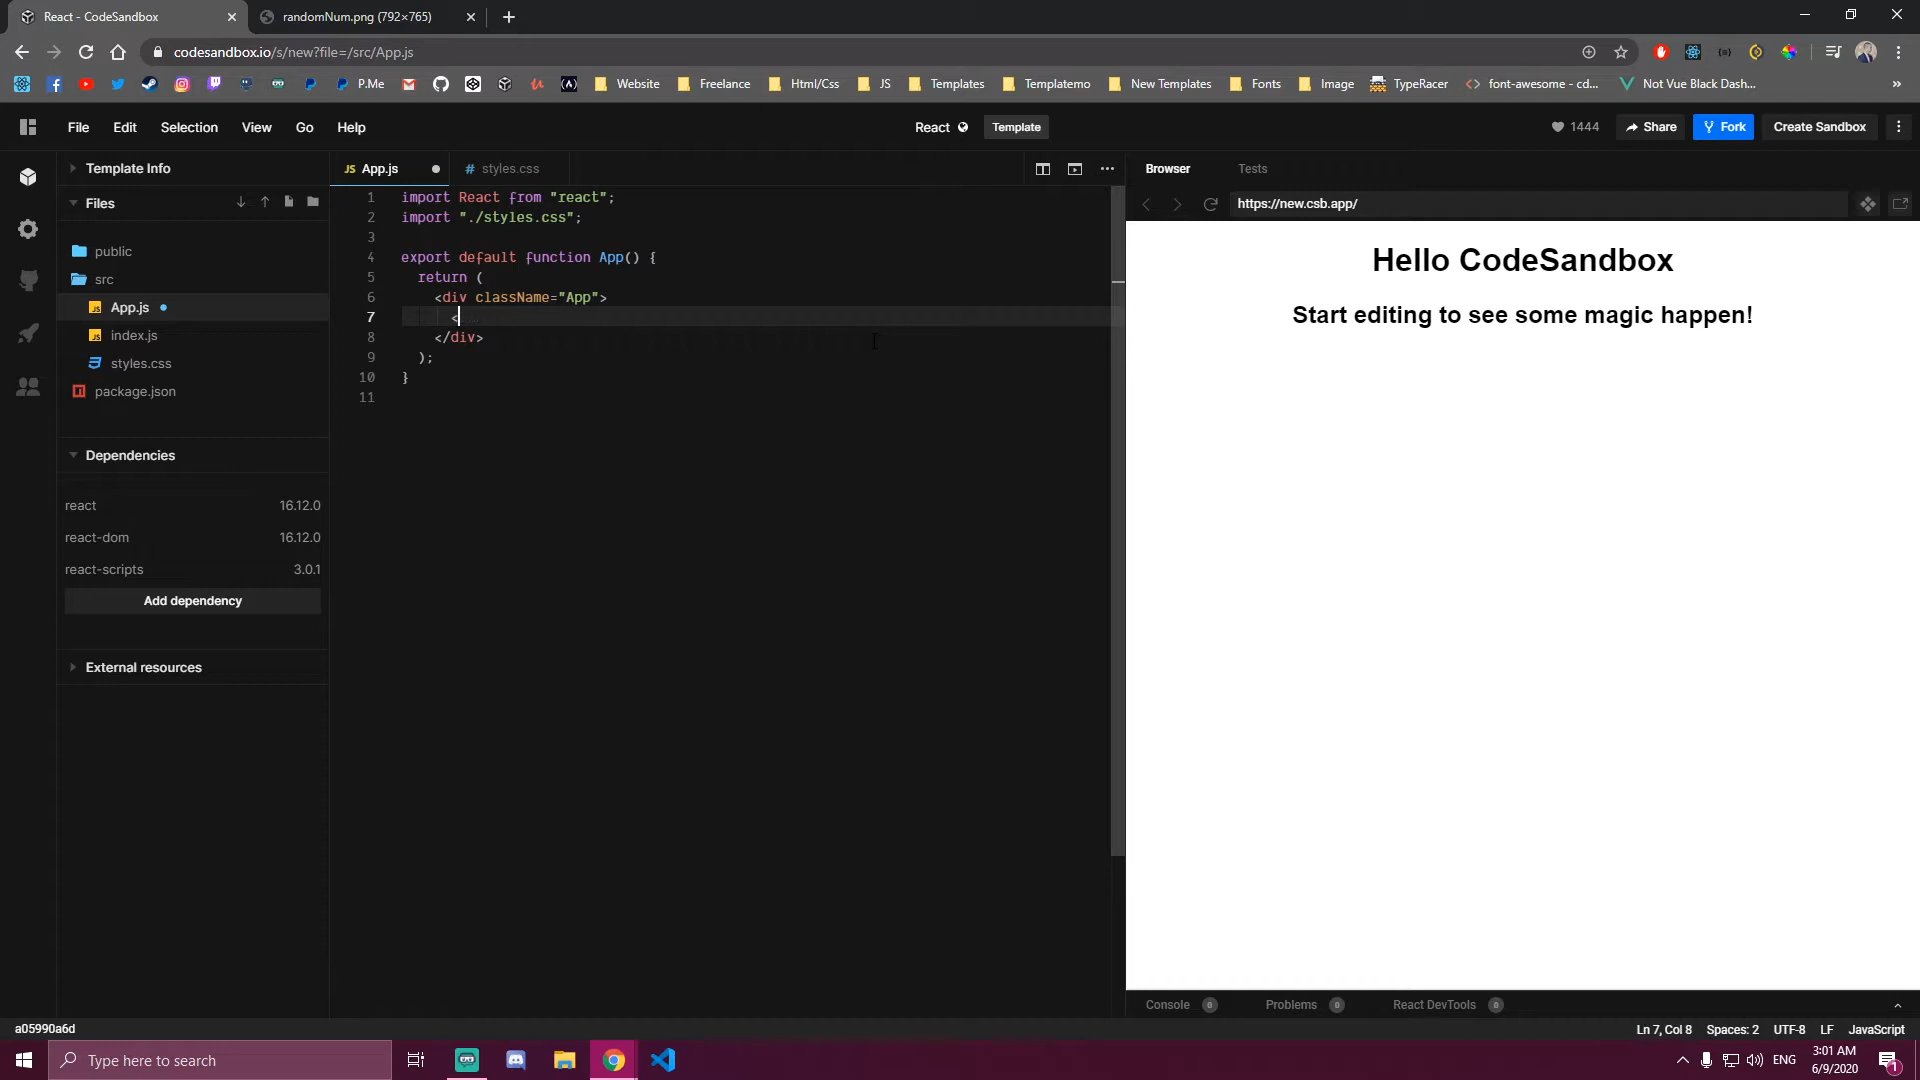 React - CodeSandbox
randomNum.png (792×765)
codesandbox.io/s/new?file=/src/App.js
P.Me
Website
Freelance
Html/Css
JS
Templates
Templatemo
New Templates
Fonts
Image
TypeRacer
font-awesome - cd...
Not Vue Black Dash...
File Edit Selection View Go Help
React
Template
1444
Share
Fork
Create Sandbox
Template Info
Files
public
src
App.js
index.js
styles.css
package.json
Dependencies
react 16.12.0
react-dom 16.12.0
react-scripts 3.0.1
Add dependency
External resources
JS App.js
# styles.css
1 import React from "react";
2 import "./styles.css";
3
4 export default function App() {
5 return (
6 <div className="App">
7 <
8 </div>
9 );
10 }
11
Browser
Tests
https://new.csb.app/
Hello CodeSandbox
Start editing to see some magic happen!
Console 0
Problems 0
React DevTools 0
a05990a6d
Ln 7, Col 8
Spaces: 2
UTF-8
LF
JavaScript
Type here to search
ENG
3:01 AM
6/9/2020
1